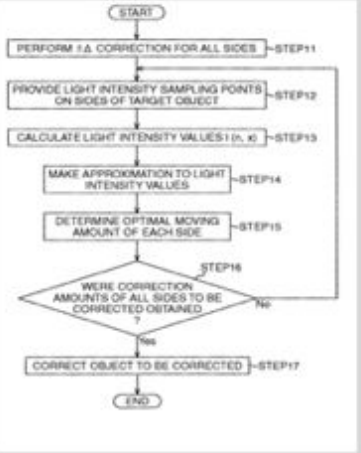 START
PERFORM ±Δ CORRECTION FOR ALL SIDES
STEP11
PROVIDE LIGHT INTENSITY SAMPLING POINTS
ON SIDES OF TARGET OBJECT
STEP12
CALCULATE LIGHT INTENSITY VALUES I (n, x)
STEP13
MAKE APPROXIMATION TO LIGHT
INTENSITY VALUES
STEP14
DETERMINE OPTIMAL MOVING
AMOUNT OF EACH SIDE
STEP15
STEP16
WERE CORRECTION
AMOUNTS OF ALL SIDES TO BE
CORRECTED OBTAINED
?
No
Yes
CORRECT OBJECT TO BE CORRECTED
STEP17
END